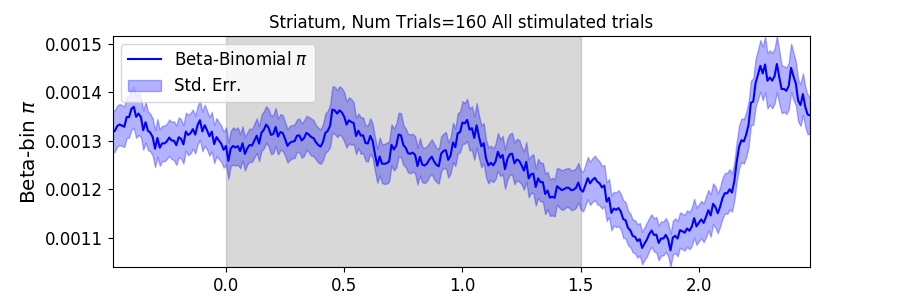 Striatum, Num Trials=160 All stimulated trials
Beta-Binomial π
Std. Err.
Beta-bin π
0.0015
0.0014
0.0013
0.0012
0.0011
0.0 0.5 1.0 1.5 2.0